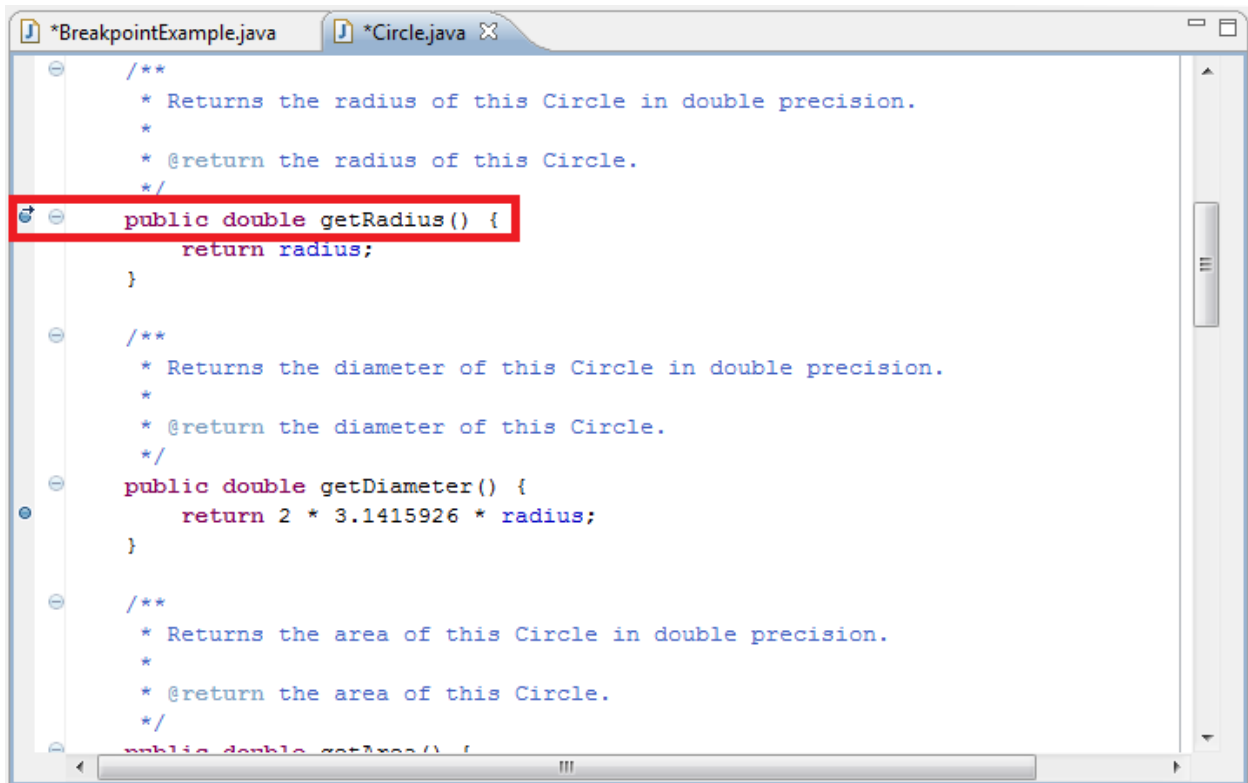 *BreakpointExample.java *Circle.java
/**
* Returns the radius of this Circle in double precision.
*
* @return the radius of this Circle.
*/
public double getRadius() {
return radius;
}
/**
* Returns the diameter of this Circle in double precision.
*
* @return the diameter of this Circle.
*/
public double getDiameter() {
return 2 * 3.1415926 * radius;
}
/**
* Returns the area of this Circle in double precision.
*
* @return the area of this Circle.
*/
public double getArea() {